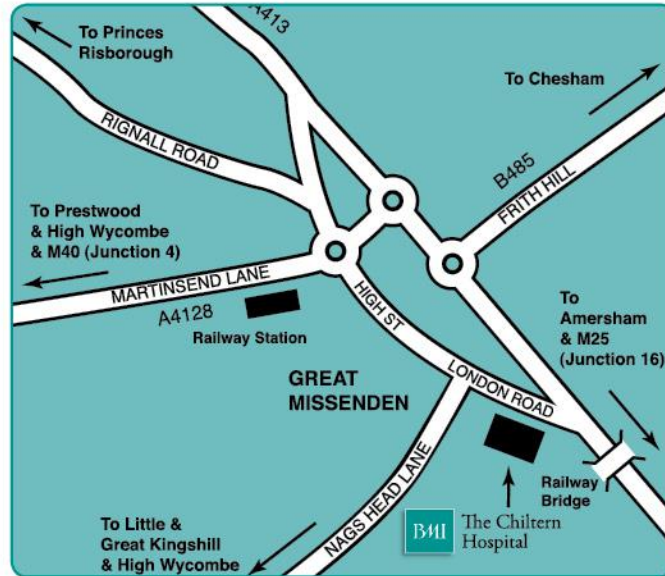 A413
To Princes
Risborough
To Chesham
RIGNALL ROAD
B485
FRITH HILL
To Prestwood
& High Wycombe
& M40 (Junction 4)
MARTINSEND LANE
A4128
Railway Station
HIGH ST
To
Amersham
& M25
(Junction 16)
GREAT
MISSENDEN
LONDON ROAD
NAGS HEAD LANE
Railway
Bridge
BMI
The Chiltern
Hospital
To Little &
Great Kingshill
& High Wycombe